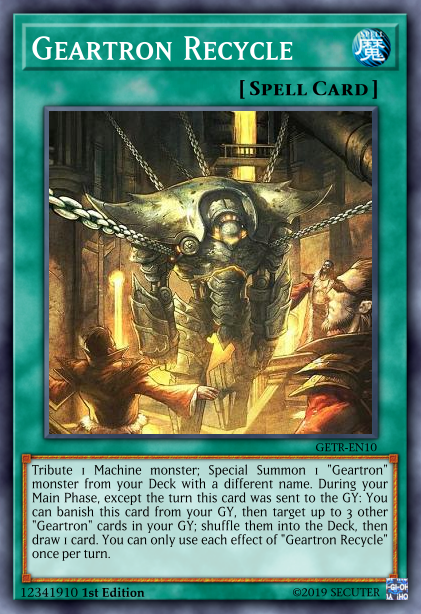 Geartron Recycle
魔
[Spell Card]
GETR-EN10
Tribute 1 Machine monster; Special Summon 1 "Geartron"
monster from your Deck with a different name. During your
Main Phase, except the turn this card was sent to the GY: You
can banish this card from your GY, then target up to 3 other
"Geartron" cards in your GY; shuffle them into the Deck, then
draw 1 card. You can only use each effect of "Geartron Recycle"
once per turn.
12341910 1st Edition
©2019 SECUTER